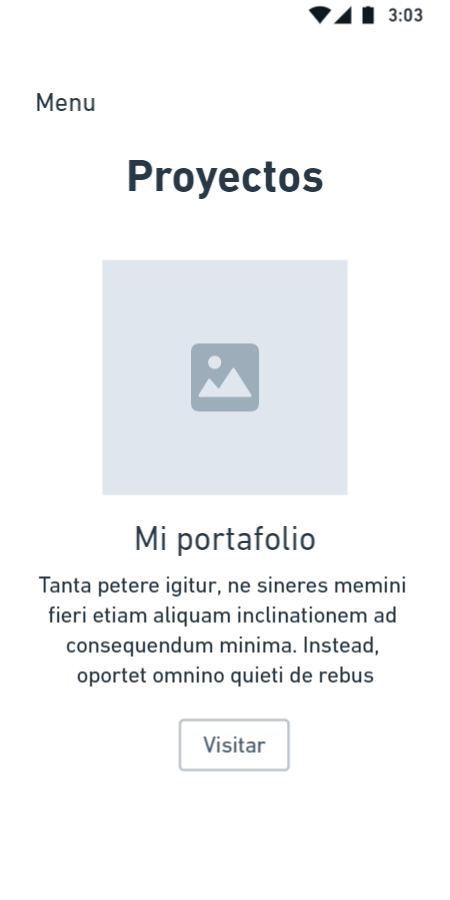 3:03
Menu
Proyectos
Mi portafolio
Tanta petere igitur, ne sineres memini
fieri etiam aliquam inclinationem ad
consequendum minima. Instead,
oportet omnino quieti de rebus
Visitar